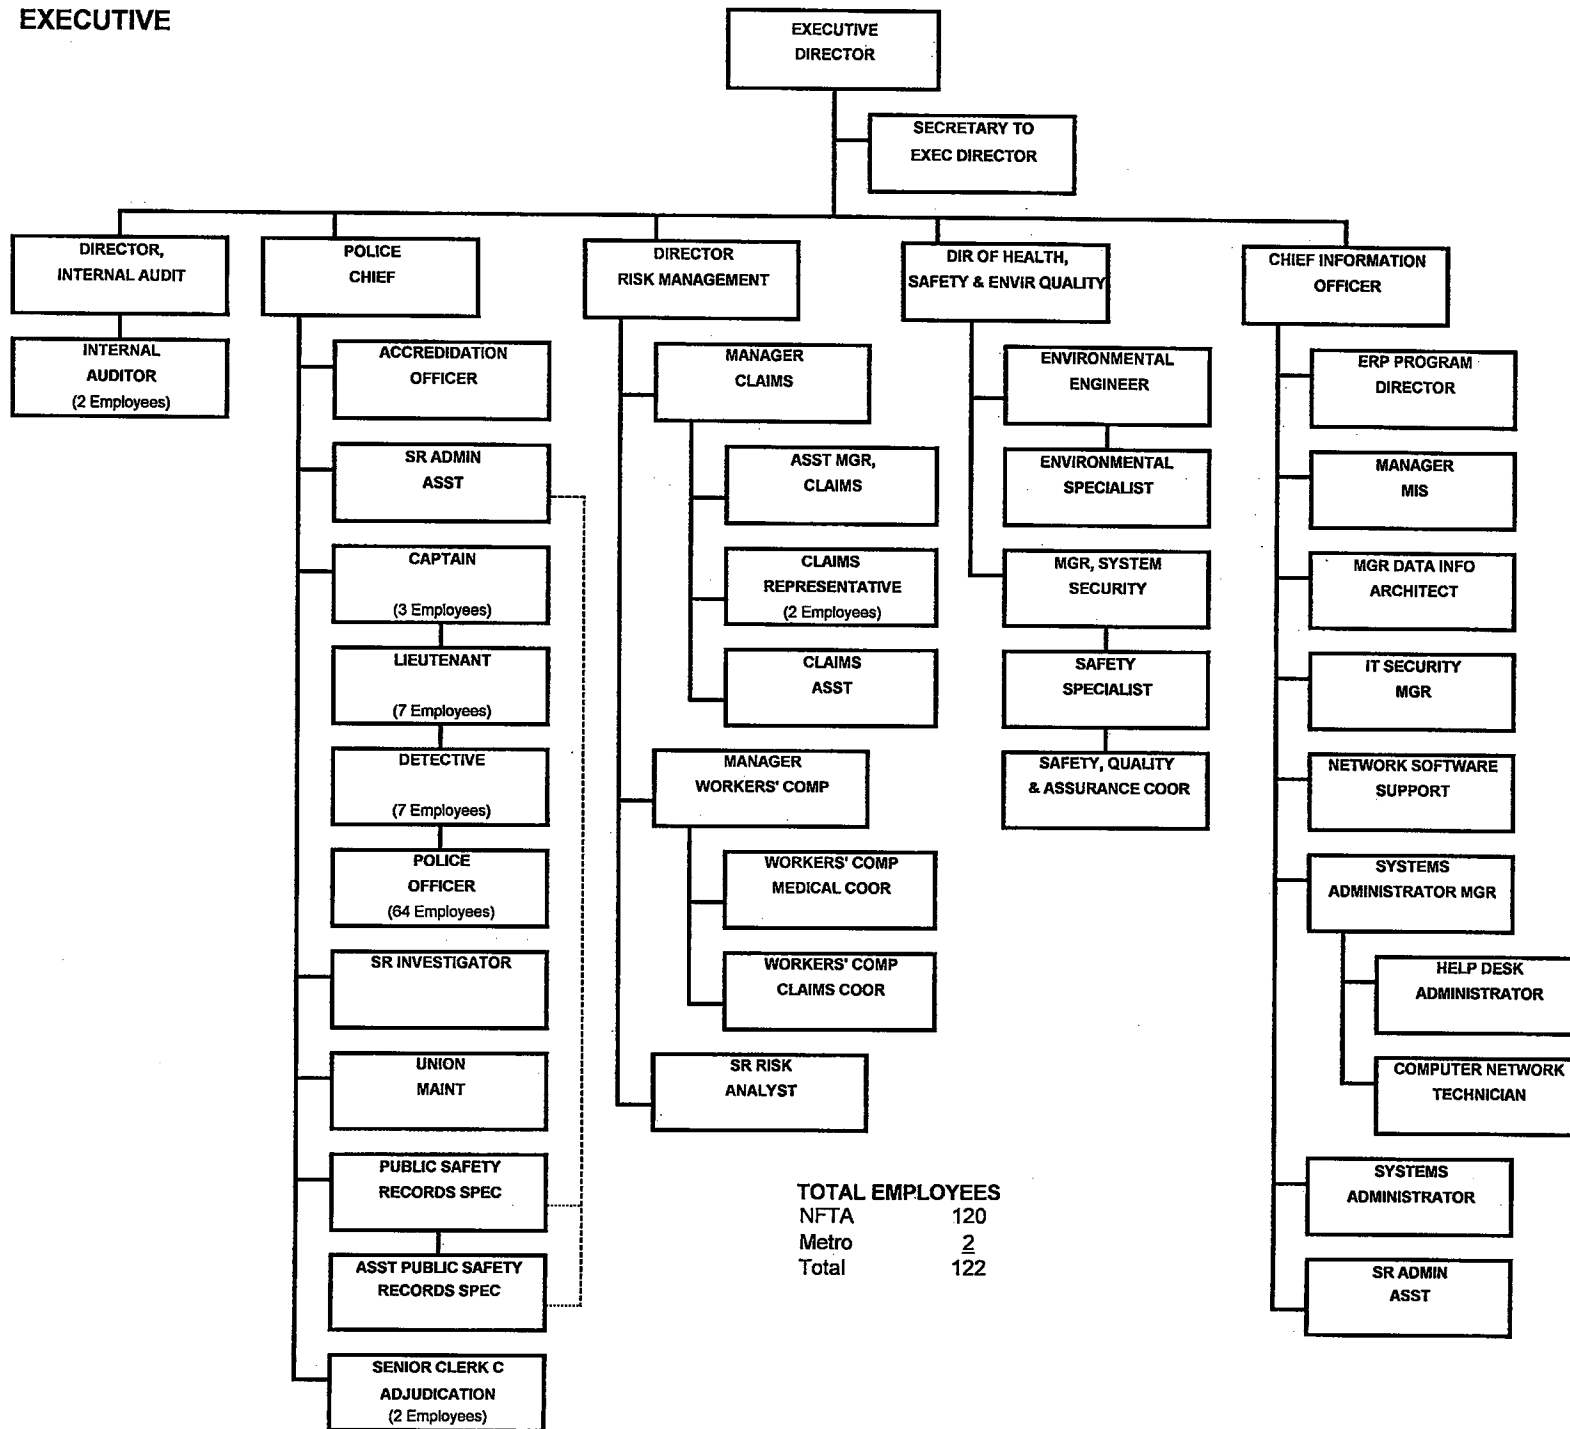 EXECUTIVE
EXECUTIVE
DIRECTOR
SECRETARY TO
EXEC DIRECTOR
DIRECTOR,
INTERNAL AUDIT
INTERNAL
AUDITOR
(2 Employees)
POLICE
CHIEF
ACCREDIDATION
OFFICER
SR ADMIN
ASST
CAPTAIN
(3 Employees)
LIEUTENANT
(7 Employees)
DETECTIVE
(7 Employees)
POLICE
OFFICER
(64 Employees)
SR INVESTIGATOR
UNION
MAINT
PUBLIC SAFETY
RECORDS SPEC
ASST PUBLIC SAFETY
RECORDS SPEC
SENIOR CLERK C
ADJUDICATION
(2 Employees)
DIRECTOR
RISK MANAGEMENT
MANAGER
CLAIMS
ASST MGR,
CLAIMS
CLAIMS
REPRESENTATIVE
(2 Employees)
CLAIMS
ASST
MANAGER
WORKERS' COMP
WORKERS' COMP
MEDICAL COOR
WORKERS' COMP
CLAIMS COOR
SR RISK
ANALYST
DIR OF HEALTH,
SAFETY & ENVIR QUALITY
ENVIRONMENTAL
ENGINEER
ENVIRONMENTAL
SPECIALIST
MGR, SYSTEM
SECURITY
SAFETY
SPECIALIST
SAFETY, QUALITY
& ASSURANCE COOR
CHIEF INFORMATION
OFFICER
ERP PROGRAM
DIRECTOR
MANAGER
MIS
MGR DATA INFO
ARCHITECT
IT SECURITY
MGR
NETWORK SOFTWARE
SUPPORT
SYSTEMS
ADMINISTRATOR MGR
HELP DESK
ADMINISTRATOR
COMPUTER NETWORK
TECHNICIAN
SYSTEMS
ADMINISTRATOR
SR ADMIN
ASST
TOTAL EMPLOYEES
NFTA 120
Metro 2
Total 122